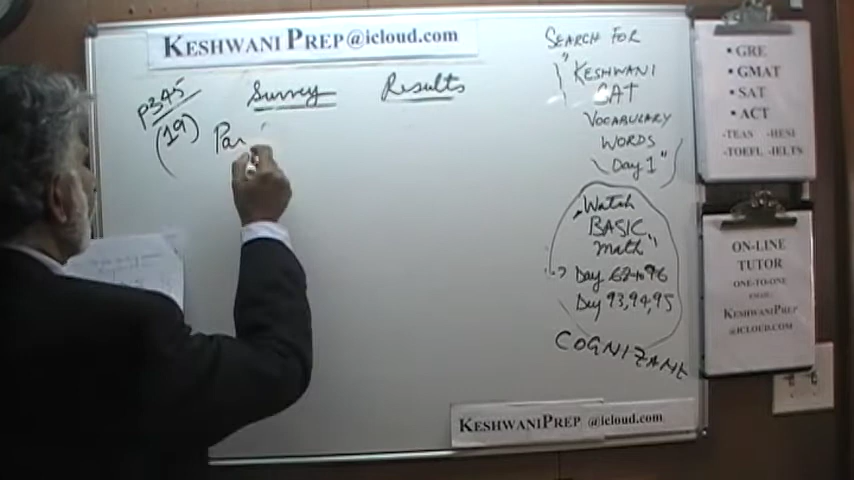 KESHWANI PREP@icloud.com
P345
(19)
Survey Results
Par
SEARCH FOR
"KESHWANI
SAT
VOCABULARY
WORDS
Day 1"
"Watch
BASIC
math"
Day 62 to 96
Day 93, 94, 95
COGNIZANT
KESHWANIPREP @icloud.com
• GRE
• GMAT
• SAT
• ACT
-TEAS -HESI
-TOEFL -IELTS
ON-LINE
TUTOR
ONE-TO-ONE
EMAIL:
KESHWANIPREP
@ICLOUD.COM